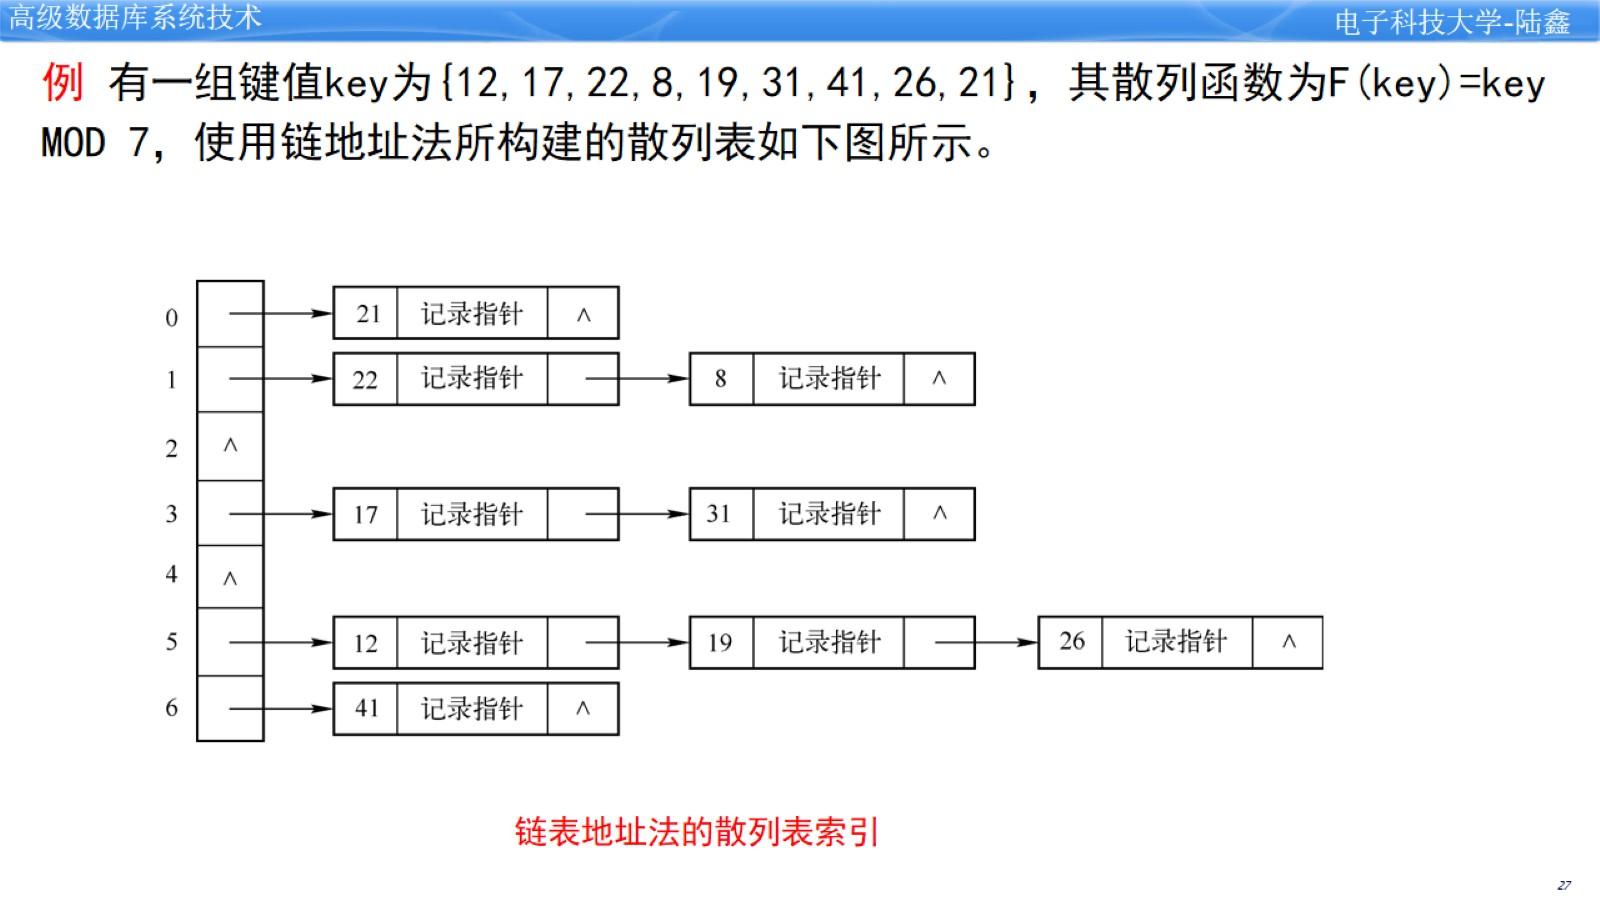 高级数据库系统技术
电子科技大学-陆鑫
例 有一组键值key为{12,17,22,8,19,31,41,26,21}，其散列函数为F(key)=key
MOD 7，使用链地址法所构建的散列表如下图所示。
0 21 记录指针 ∧
1 22 记录指针 8 记录指针 ∧
2 ∧
3 17 记录指针 31 记录指针 ∧
4 ∧
5 12 记录指针 19 记录指针 26 记录指针 ∧
6 41 记录指针 ∧
链表地址法的散列表索引
27